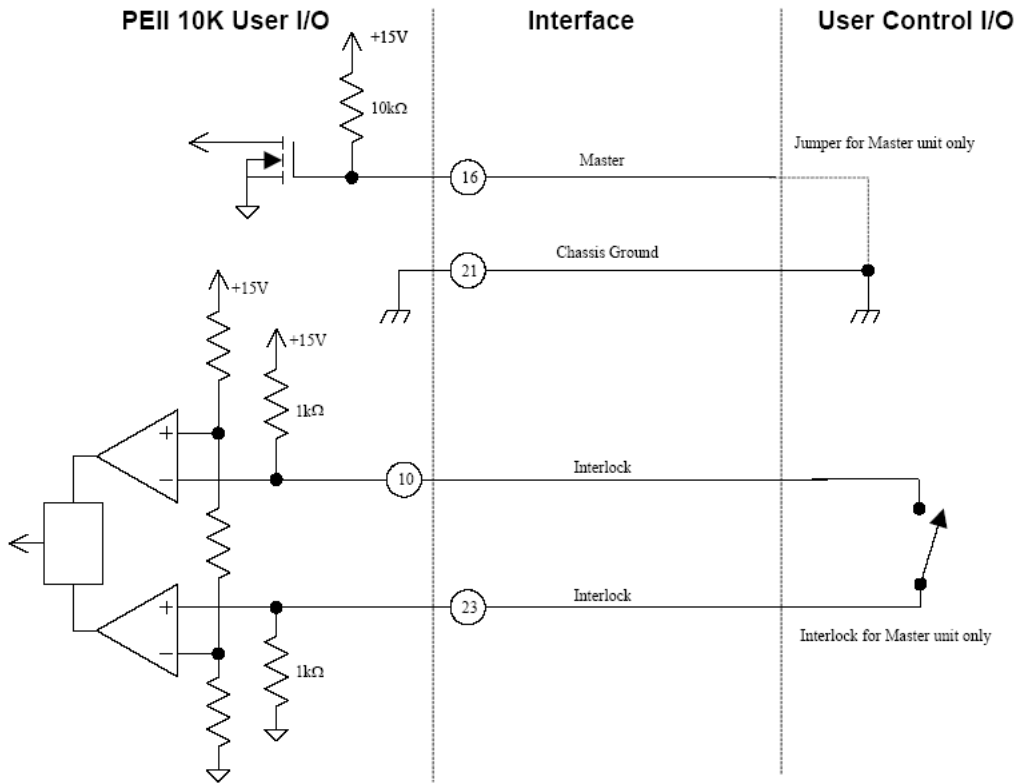 PEII 10K User I/O
Interface
User Control I/O
+15V
10kΩ
Jumper for Master unit only
Master
16
Chassis Ground
21
+15V
+15V
1kΩ
+
−
Interlock
10
+
−
Interlock
23
Interlock for Master unit only
1kΩ